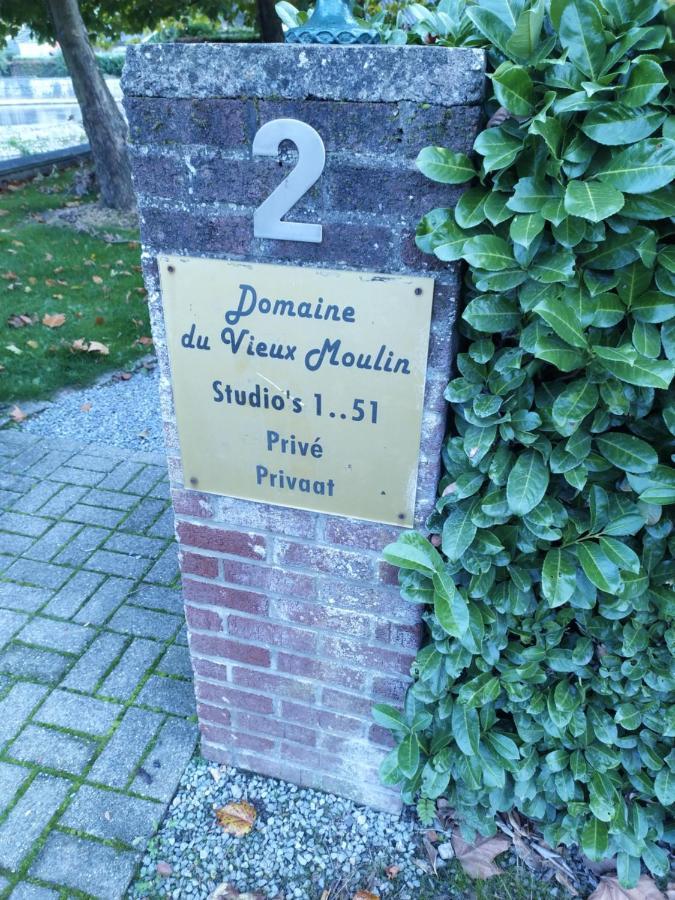 2
Domaine
du Vieux Moulin
Studio's 1..51
Privé
Privaat